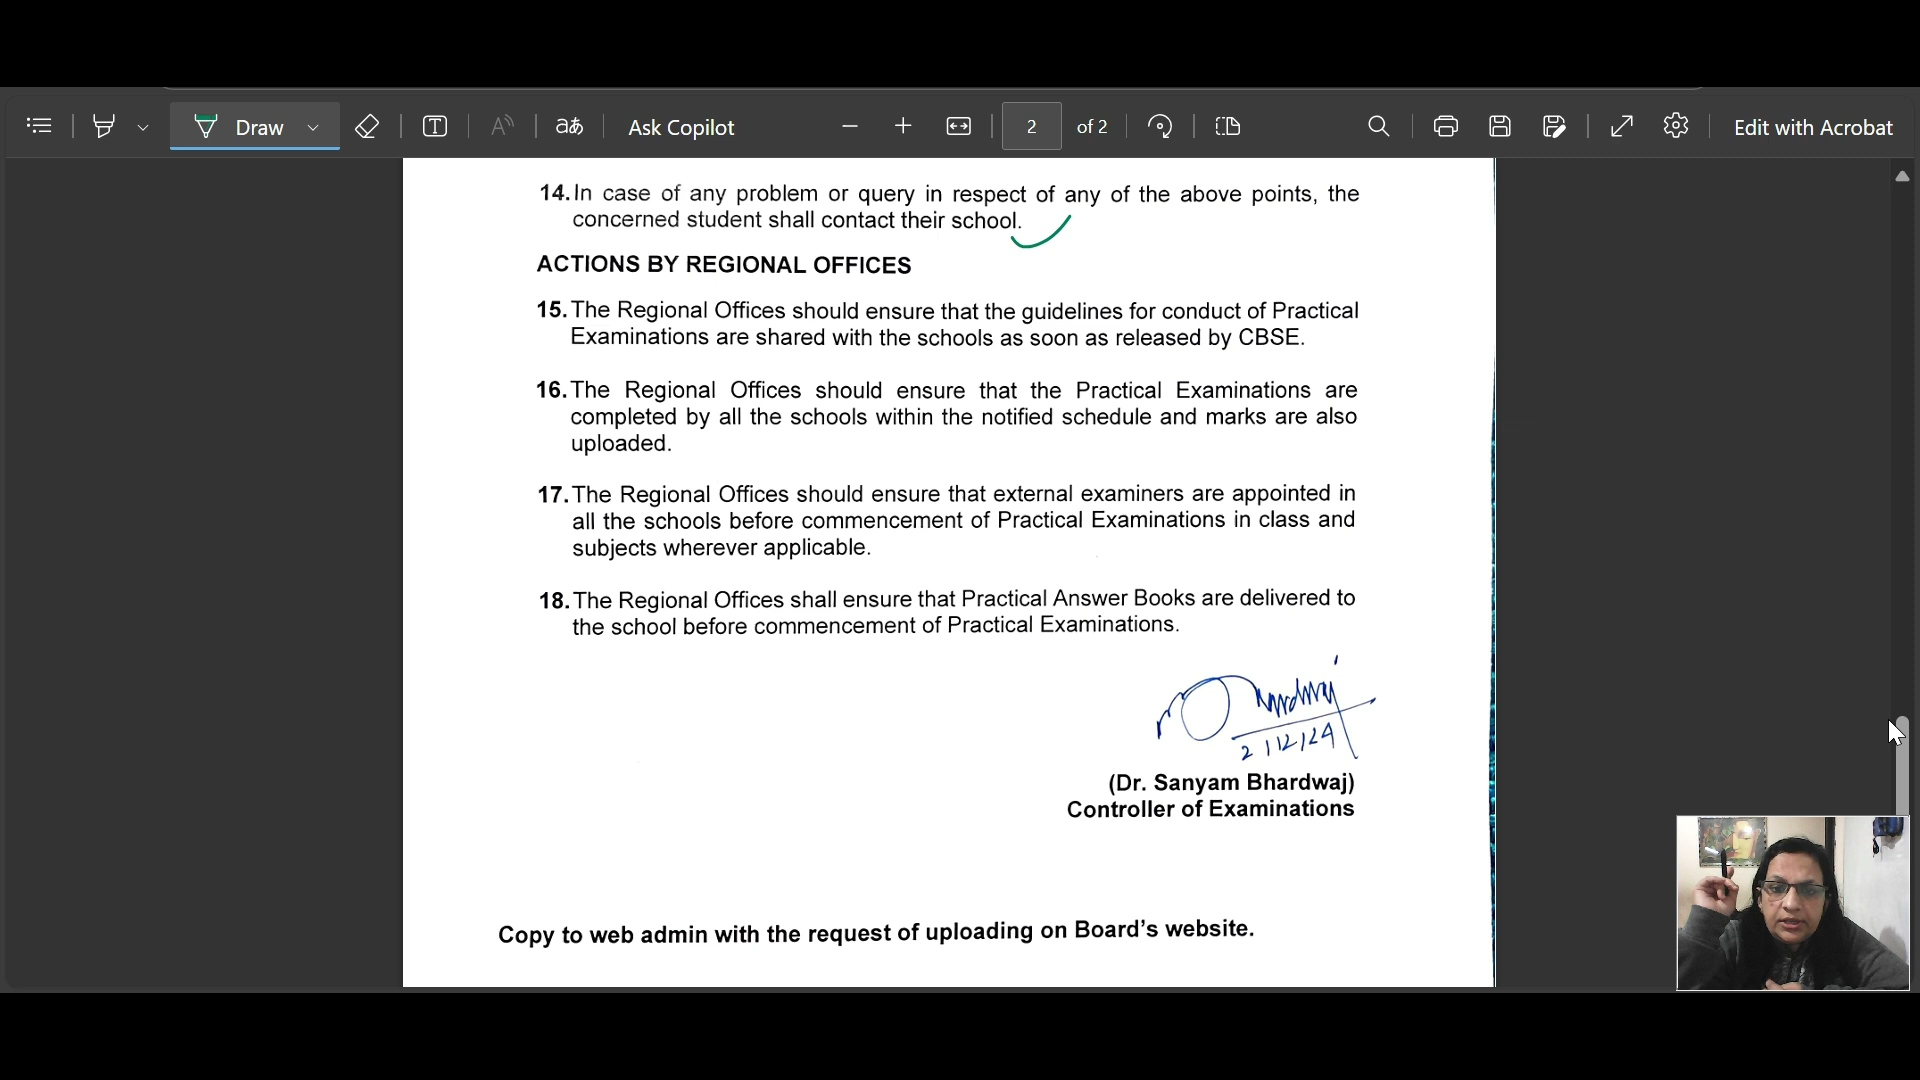 Draw
Ask Copilot
2
of 2
Edit with Acrobat
14. In case of any problem or query in respect of any of the above points, the
concerned student shall contact their school.
ACTIONS BY REGIONAL OFFICES
15. The Regional Offices should ensure that the guidelines for conduct of Practical
Examinations are shared with the schools as soon as released by CBSE.
16. The Regional Offices should ensure that the Practical Examinations are
completed by all the schools within the notified schedule and marks are also
uploaded.
17. The Regional Offices should ensure that external examiners are appointed in
all the schools before commencement of Practical Examinations in class and
subjects wherever applicable.
18. The Regional Offices shall ensure that Practical Answer Books are delivered to
the school before commencement of Practical Examinations.
2/12/24
(Dr. Sanyam Bhardwaj)
Controller of Examinations
Copy to web admin with the request of uploading on Board's website.